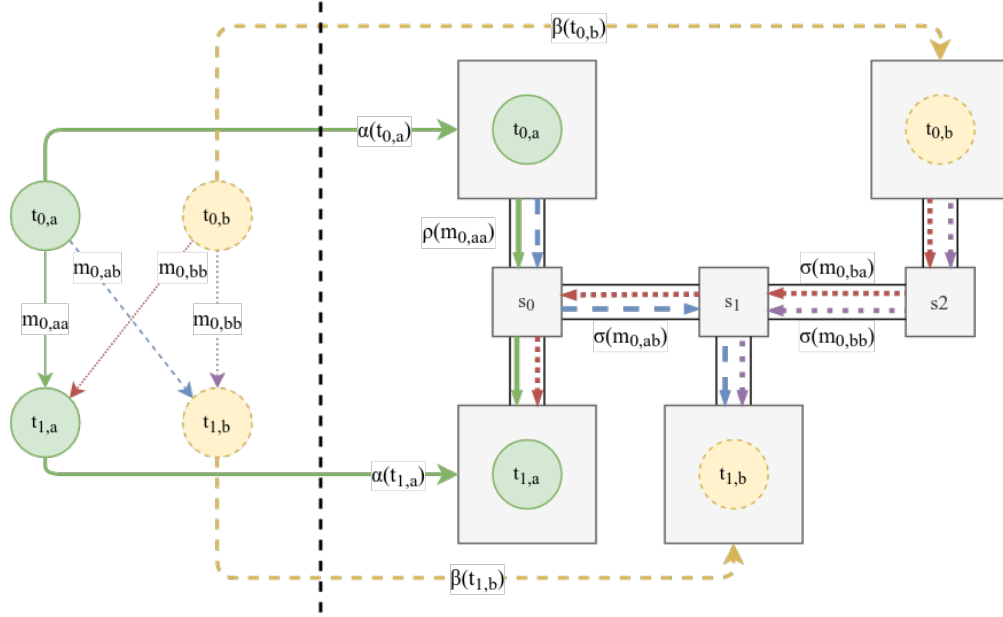 β(t0,b)
α(t0,a)
t0,a
t0,b
t0,a
t0,b
ρ(m0,aa)
m0,ab
m0,bb
σ(m0,ba)
s0
s1
s2
m0,aa
m0,bb
σ(m0,ab)
σ(m0,bb)
t1,a
t1,b
α(t1,a)
t1,a
t1,b
β(t1,b)